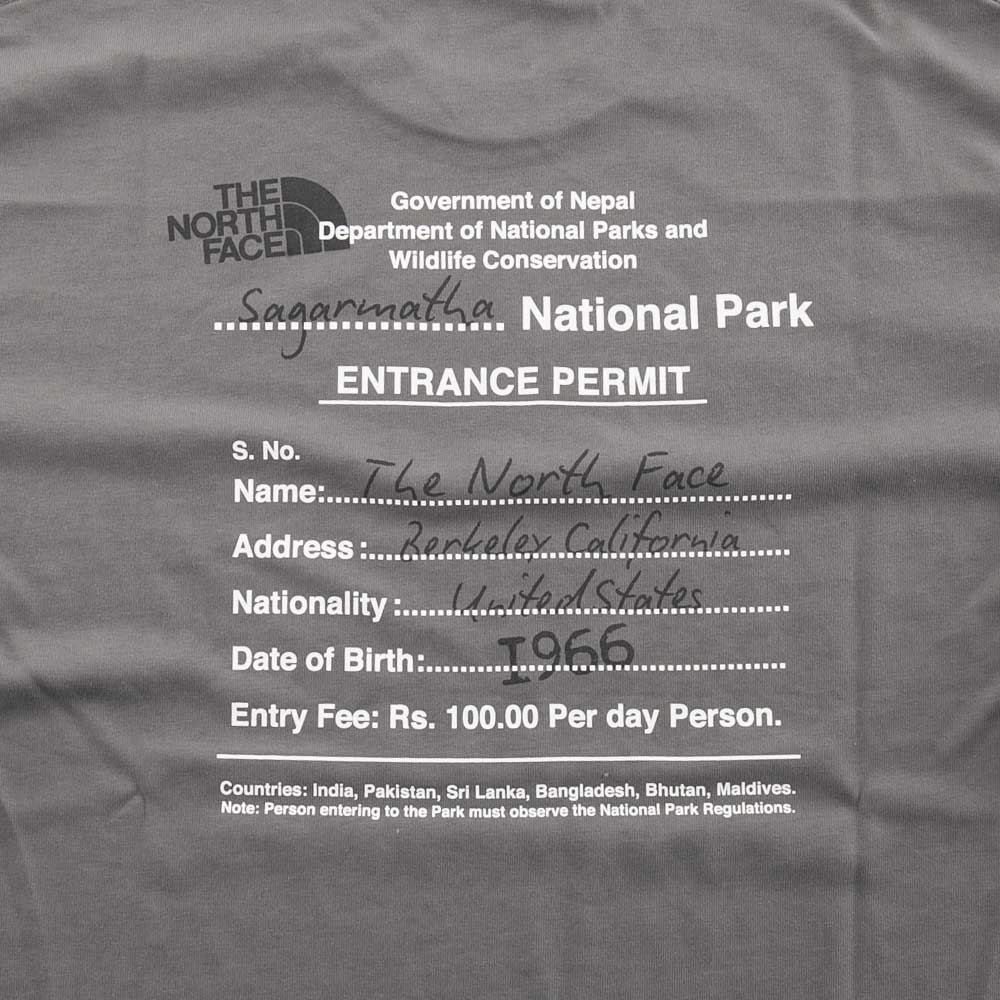 THE
NORTH
FACE
Government of Nepal
Department of National Parks and
Wildlife Conservation
Sagarmatha National Park
ENTRANCE PERMIT
S. No.
Name: The North Face
Address : Berkeley California
Nationality : United States
Date of Birth: 1966
Entry Fee: Rs. 100.00 Per day Person.
Countries: India, Pakistan, Sri Lanka, Bangladesh, Bhutan, Maldives.
Note: Person entering to the Park must observe the National Park Regulations.